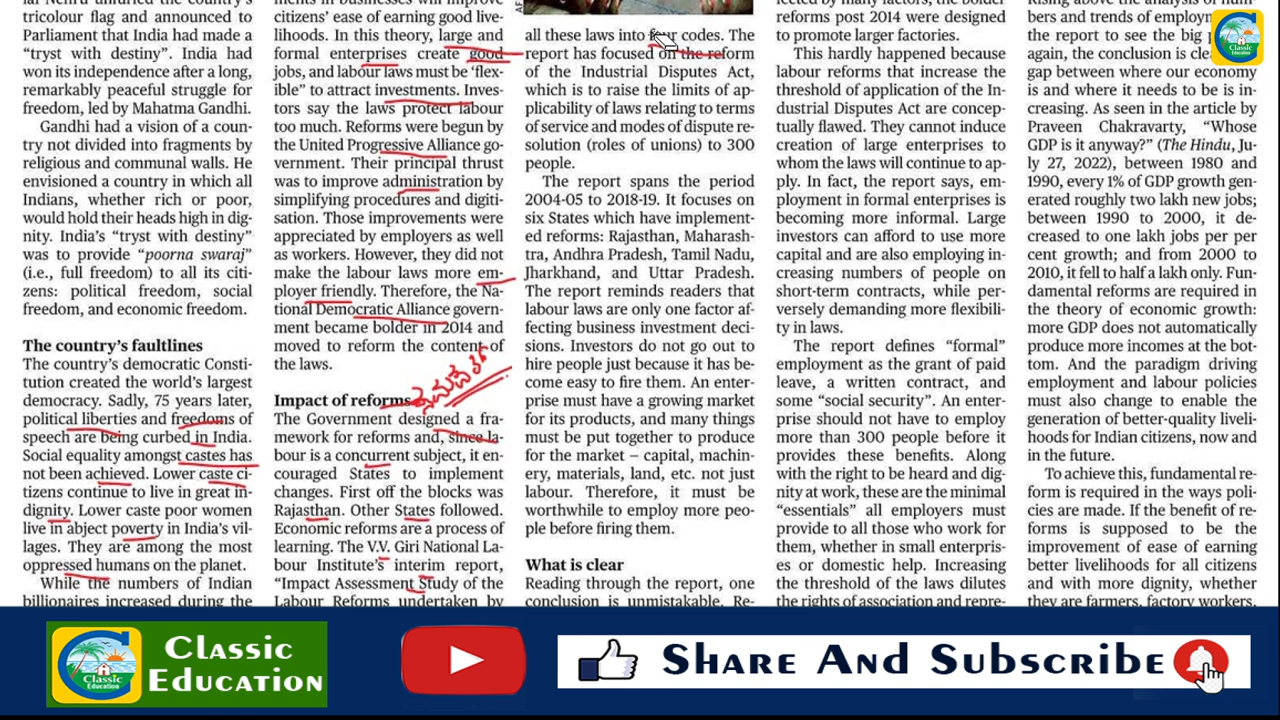 lal Nehru unfurled the country's
tricolour flag and announced to
Parliament that India had made a
“tryst with destiny”. India had
won its independence after a long,
remarkably peaceful struggle for
freedom, led by Mahatma Gandhi.
Gandhi had a vision of a coun-
try not divided into fragments by
religious and communal walls. He
envisioned a country in which all
Indians, whether rich or poor,
would hold their heads high in dig-
nity. India's “tryst with destiny”
was to provide “poorna swaraj”
(i.e., full freedom) to all its citi-
zens: political freedom, social
freedom, and economic freedom.
The country's faultlines
The country's democratic Consti-
tution created the world's largest
democracy. Sadly, 75 years later,
political liberties and freedoms of
speech are being curbed in India.
Social equality amongst castes has
not been achieved. Lower caste ci-
tizens continue to live in great in-
dignity. Lower caste poor women
live in abject poverty in India's vil-
lages. They are among the most
oppressed humans on the planet.
While the numbers of Indian
billionaires increased during the
ments in businesses will improve
citizens' ease of earning good live-
lihoods. In this theory, large and
formal enterprises create good
jobs, and labour laws must be ‘flex-
ible” to attract investments. Inves-
tors say the laws protect labour
too much. Reforms were begun by
the United Progressive Alliance go-
vernment. Their principal thrust
was to improve administration by
simplifying procedures and digiti-
sation. Those improvements were
appreciated by employers as well
as workers. However, they did not
make the labour laws more em-
ployer friendly. Therefore, the Na-
tional Democratic Alliance govern-
ment became bolder in 2014 and
moved to reform the content of
the laws.
Impact of reforms
The Government designed a fra-
mework for reforms and, since la-
bour is a concurrent subject, it en-
couraged States to implement
changes. First off the blocks was
Rajasthan. Other States followed.
Economic reforms are a process of
learning. The V.V. Giri National La-
bour Institute's interim report,
“Impact Assessment Study of the
Labour Reforms undertaken by
all these laws into four codes. The
report has focused on the reform
of the Industrial Disputes Act,
which is to raise the limits of ap-
plicability of laws relating to terms
of service and modes of dispute re-
solution (roles of unions) to 300
people.
The report spans the period
2004-05 to 2018-19. It focuses on
six States which have implement-
ed reforms: Rajasthan, Maharash-
tra, Andhra Pradesh, Tamil Nadu,
Jharkhand, and Uttar Pradesh.
The report reminds readers that
labour laws are only one factor af-
fecting business investment deci-
sions. Investors do not go out to
hire people just because it has be-
come easy to fire them. An enter-
prise must have a growing market
for its products, and many things
must be put together to produce
for the market – capital, machin-
ery, materials, land, etc. not just
labour. Therefore, it must be
worthwhile to employ more peo-
ple before firing them.
What is clear
Reading through the report, one
conclusion is unmistakable. Re-
fected by many factors, the bolder
reforms post 2014 were designed
to promote larger factories.
This hardly happened because
labour reforms that increase the
threshold of application of the In-
dustrial Disputes Act are concep-
tually flawed. They cannot induce
creation of large enterprises to
whom the laws will continue to ap-
ply. In fact, the report says, em-
ployment in formal enterprises is
becoming more informal. Large
investors can afford to use more
capital and are also employing in-
creasing numbers of people on
short-term contracts, while per-
versely demanding more flexibili-
ty in laws.
The report defines “formal”
employment as the grant of paid
leave, a written contract, and
some “social security”. An enter-
prise should not have to employ
more than 300 people before it
provides these benefits. Along
with the right to be heard and dig-
nity at work, these are the minimal
“essentials” all employers must
provide to all those who work for
them, whether in small enterpris-
es or domestic help. Increasing
the threshold of the laws dilutes
the rights of association and repre-
Rising above the analysis of num-
bers and trends of employm
the report to see the big
again, the conclusion is cle
gap between where our economy
is and where it needs to be is in-
creasing. As seen in the article by
Praveen Chakravarty, “Whose
GDP is it anyway?” (The Hindu, Ju-
ly 27, 2022), between 1980 and
1990, every 1% of GDP growth gen-
erated roughly two lakh new jobs;
between 1990 to 2000, it de-
creased to one lakh jobs per per
cent growth; and from 2000 to
2010, it fell to half a lakh only. Fun-
damental reforms are required in
the theory of economic growth:
more GDP does not automatically
produce more incomes at the bot-
tom. And the paradigm driving
employment and labour policies
must also change to enable the
generation of better-quality liveli-
hoods for Indian citizens, now and
in the future.
To achieve this, fundamental re-
form is required in the ways poli-
cies are made. If the benefit of re-
forms is supposed to be the
improvement of ease of earning
better livelihoods for all citizens
and with more dignity, whether
they are farmers, factory workers,
Classic
Education
Classic
Education
Classic
Education
Share And Subscribe